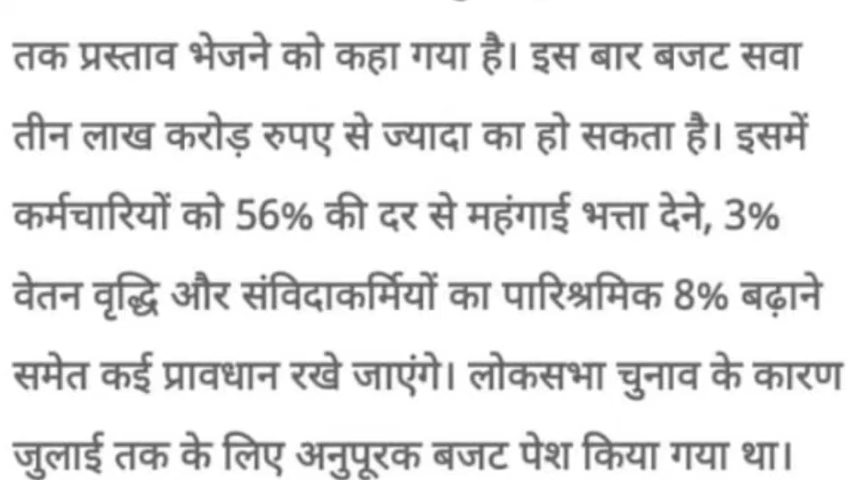 तक प्रस्ताव भेजने को कहा गया है। इस बार बजट सवा
तीन लाख करोड़ रुपए से ज्यादा का हो सकता है। इसमें
कर्मचारियों को 56% की दर से महंगाई भत्ता देने, 3%
वेतन वृद्धि और संविदाकर्मियों का पारिश्रमिक 8% बढ़ाने
समेत कई प्रावधान रखे जाएंगे। लोकसभा चुनाव के कारण
जुलाई तक के लिए अनुपूरक बजट पेश किया गया था।